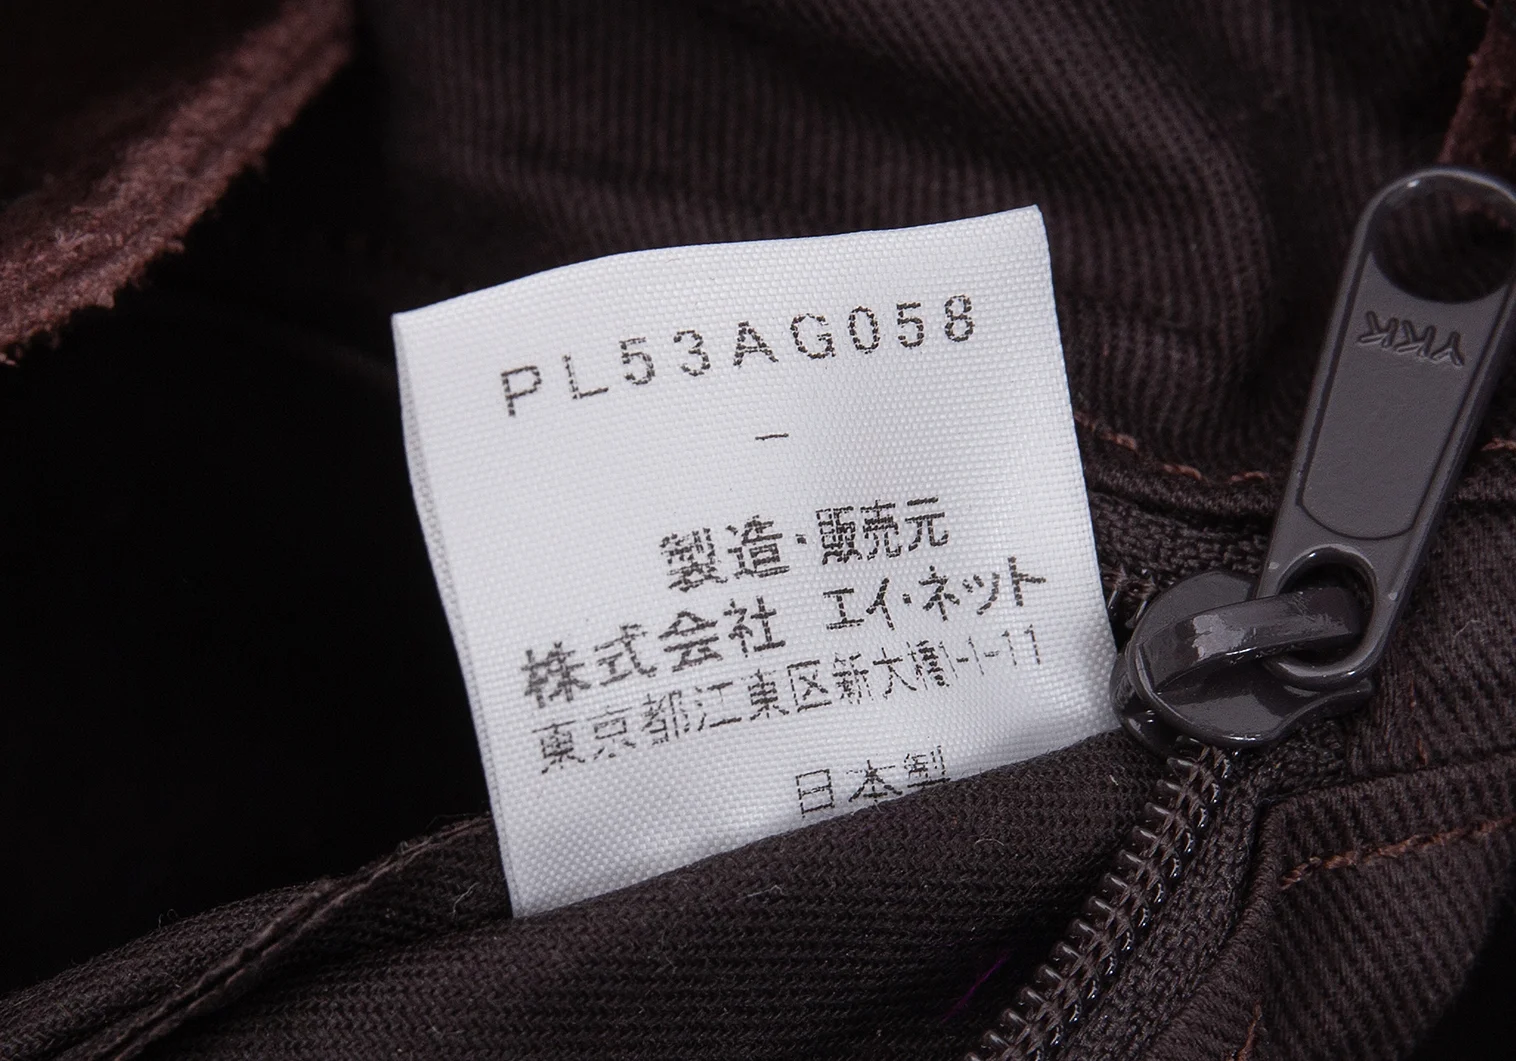 PL53AG058
-
製造・販売元
株式会社 エイ・ネット
東京都江東区新大橋1-1-11
日本製
YKK